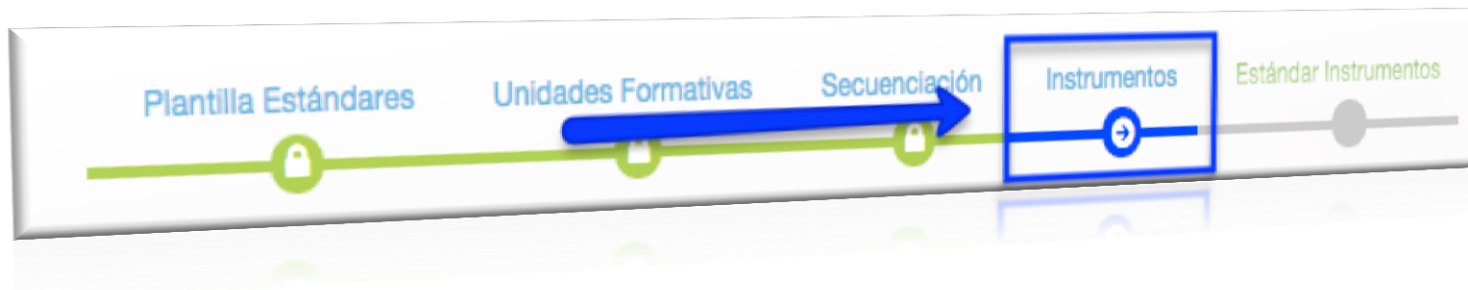 Plantilla Estándares
Unidades Formativas
Secuenciación
Instrumentos
Estándar Instrumentos